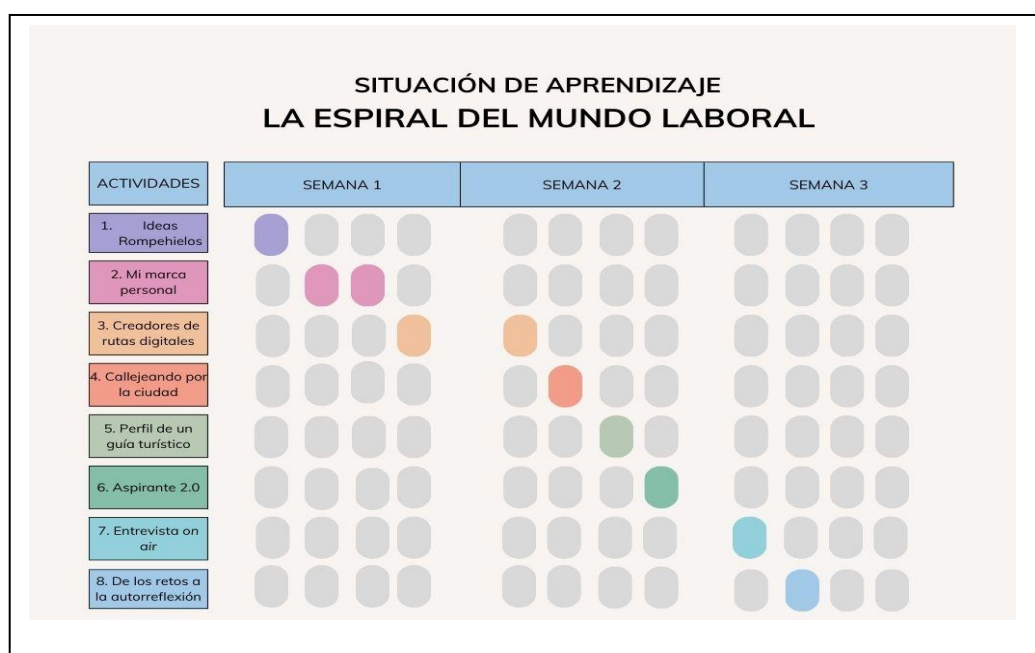 SITUACIÓN DE APRENDIZAJE
LA ESPIRAL DEL MUNDO LABORAL
ACTIVIDADES
SEMANA 1
SEMANA 2
SEMANA 3
1. Ideas
Rompehielos
2. Mi marca
personal
3. Creadores de
rutas digitales
4. Callejeando por
la ciudad
5. Perfil de un
guía turístico
6. Aspirante 2.0
7. Entrevista on
air
8. De los retos a
la autorreflexión